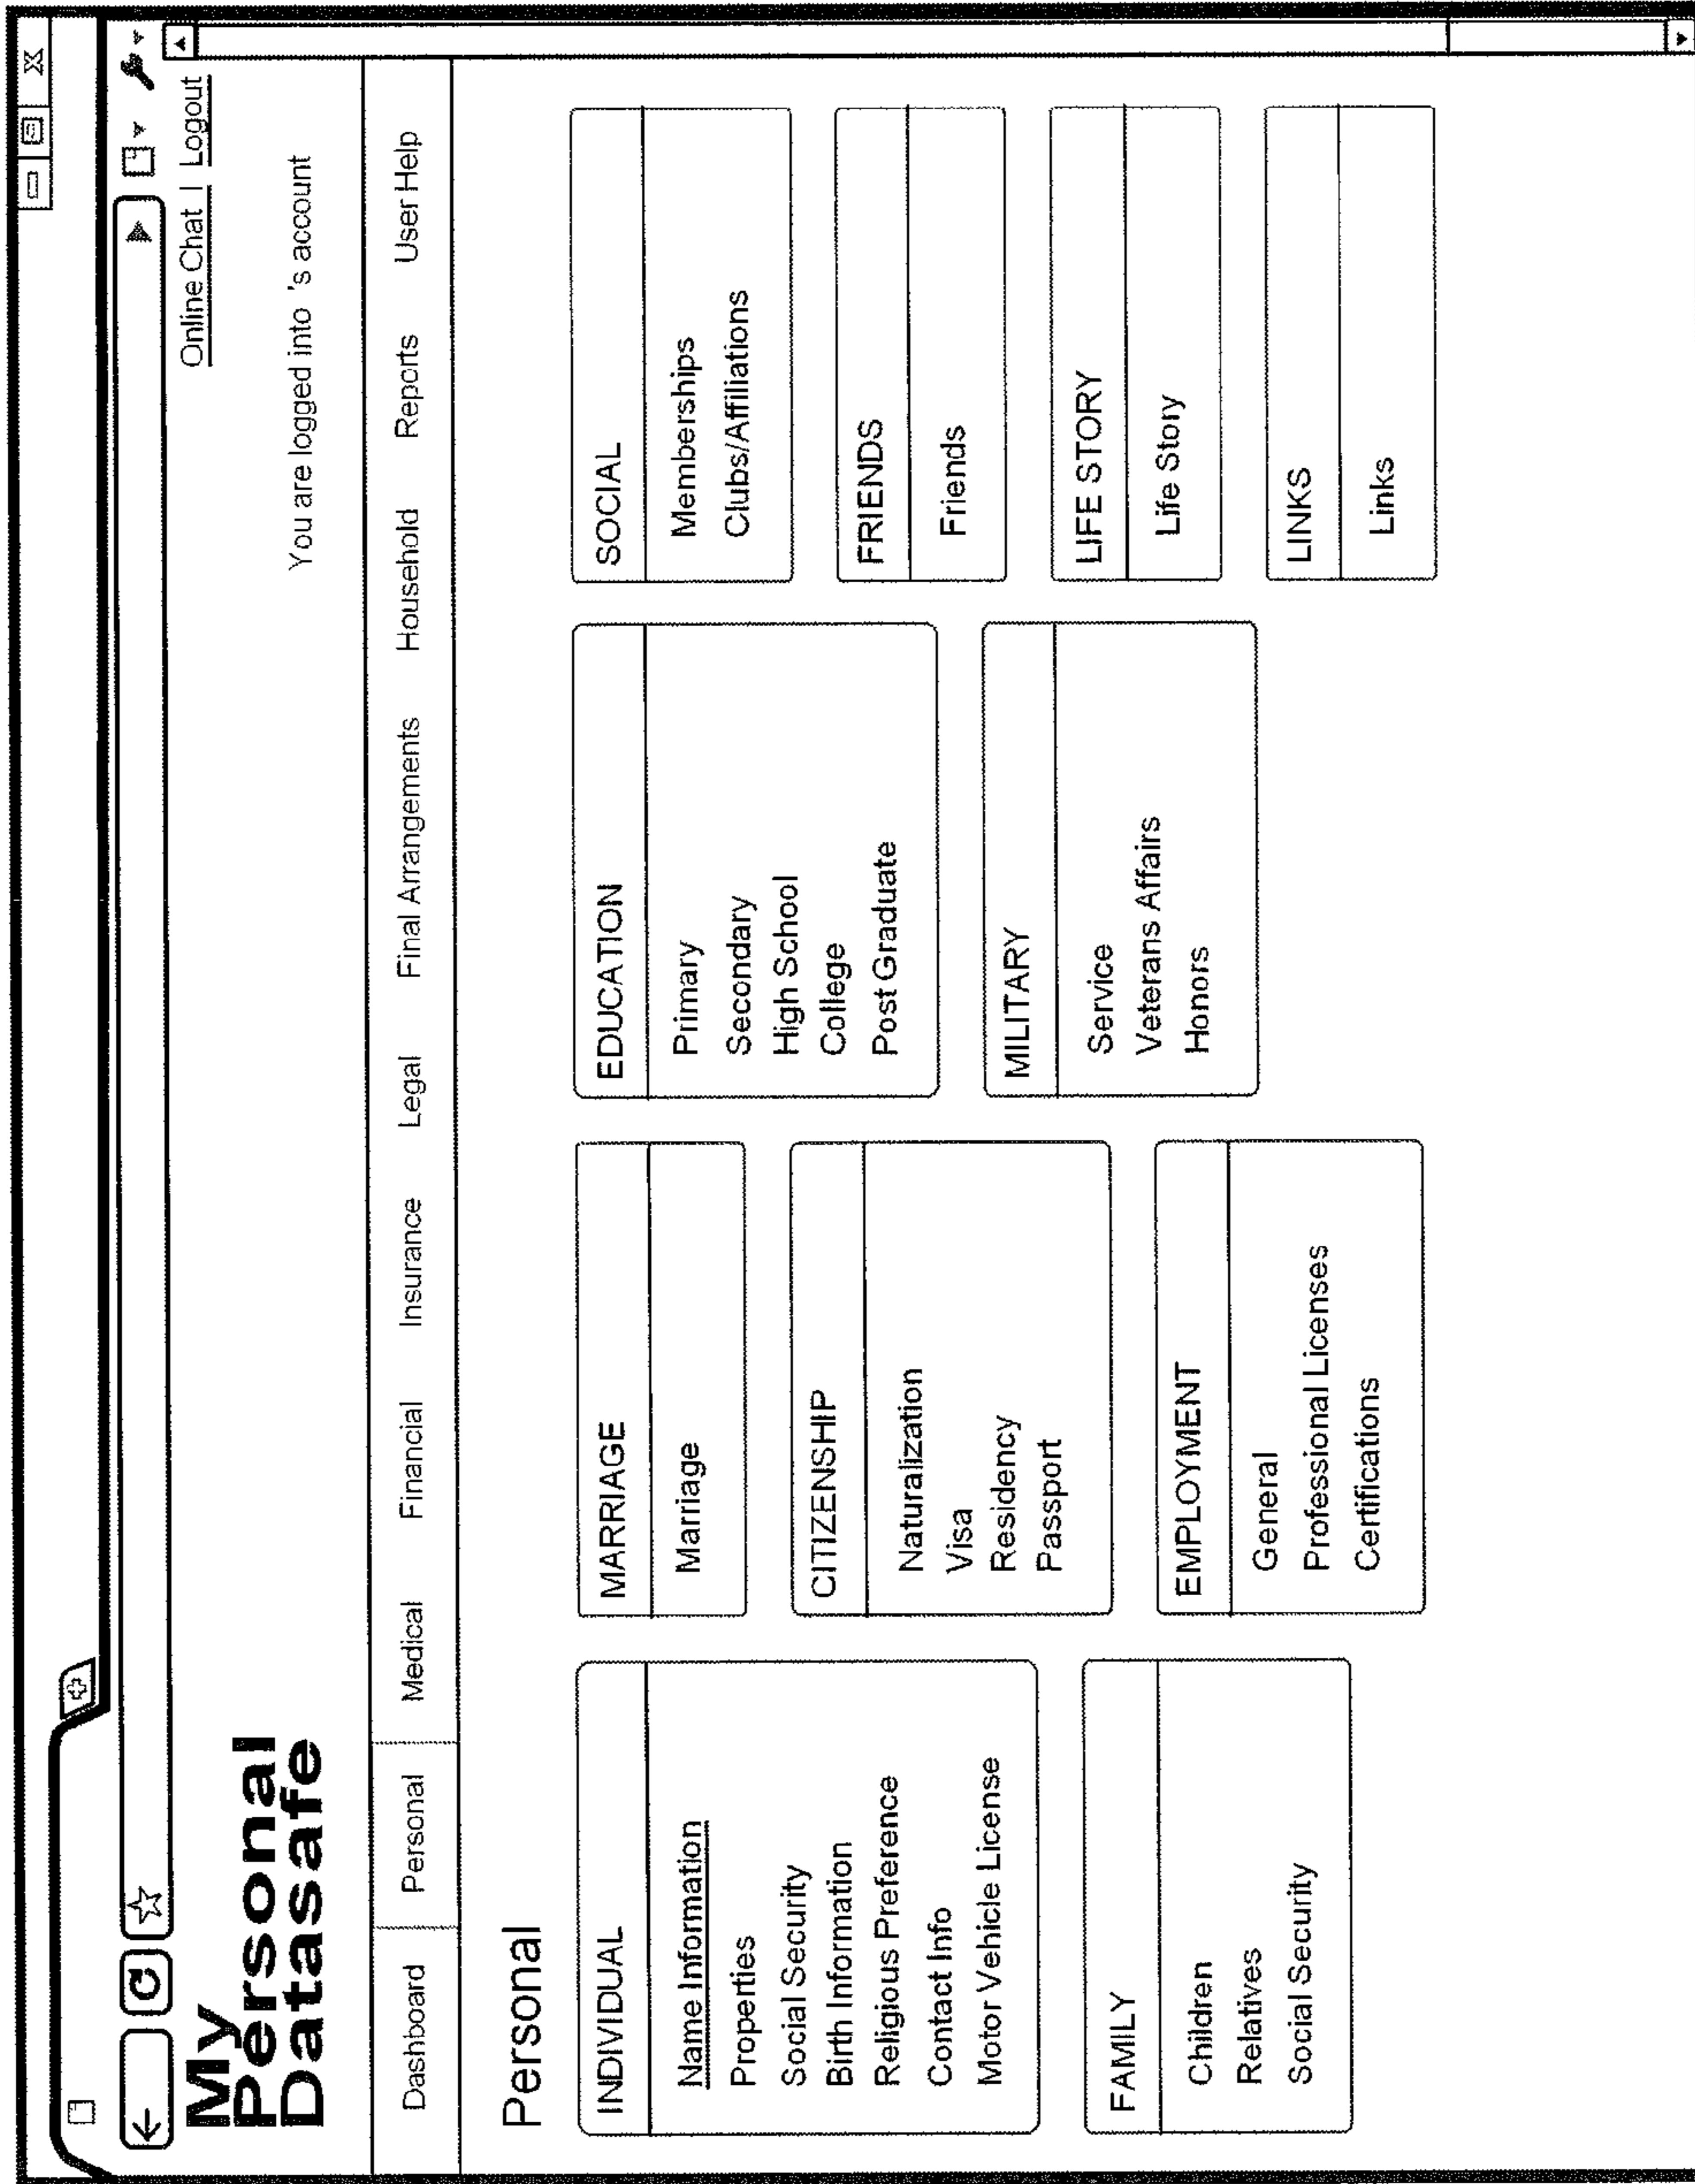 My
Personal
Datasafe
Online Chat | Logout
You are logged into 's account
Dashboard Personal Medical Financial Insurance Legal Final Arrangements Household Reports User Help
Personal
INDIVIDUAL
Name Information
Properties
Social Security
Birth Information
Religious Preference
Contact Info
Motor Vehicle License
FAMILY
Children
Relatives
Social Security
MARRIAGE
Marriage
CITIZENSHIP
Naturalization
Visa
Residency
Passport
EMPLOYMENT
General
Professional Licenses
Certifications
EDUCATION
Primary
Secondary
High School
College
Post Graduate
MILITARY
Service
Veterans Affairs
Honors
SOCIAL
Memberships
Clubs/Affiliations
FRIENDS
Friends
LIFE STORY
Life Story
LINKS
Links